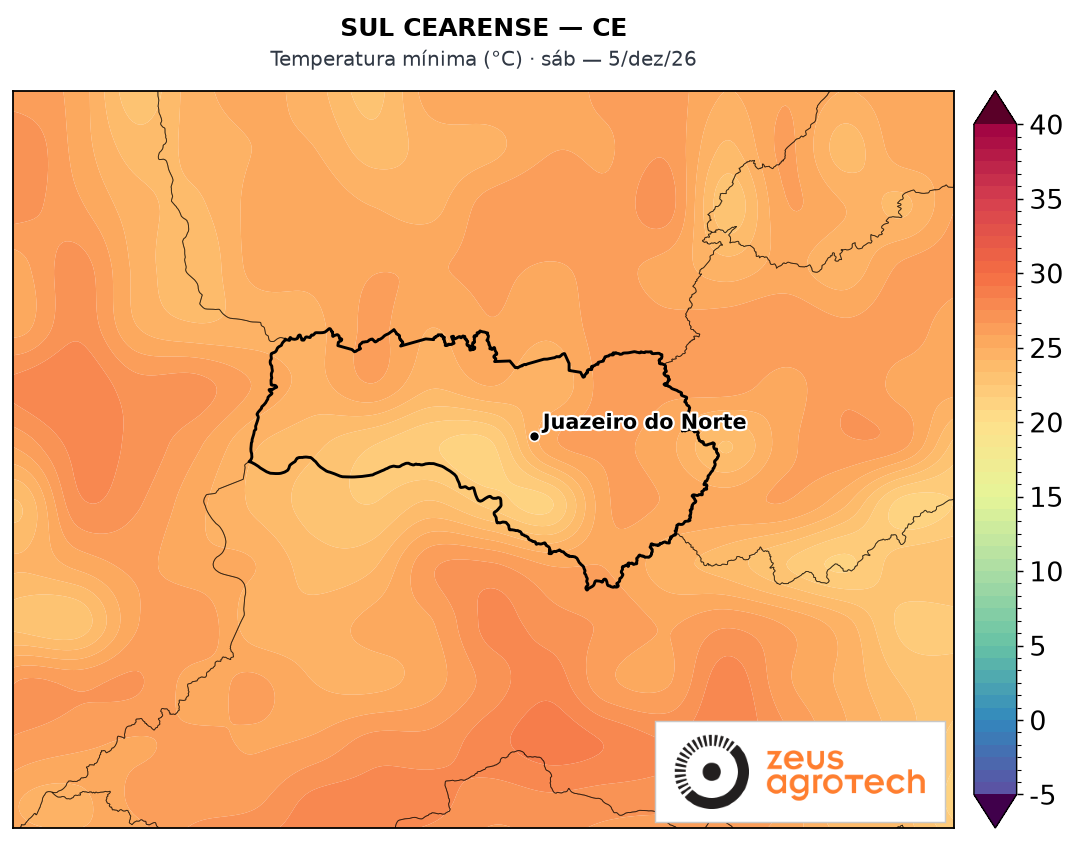 SUL CEARENSE — CE
Temperatura mínima (°C) · sáb — 5/dez/26
Juazeiro do Norte
40
35
30
25
20
15
10
5
0
-5
zeus
agrotech